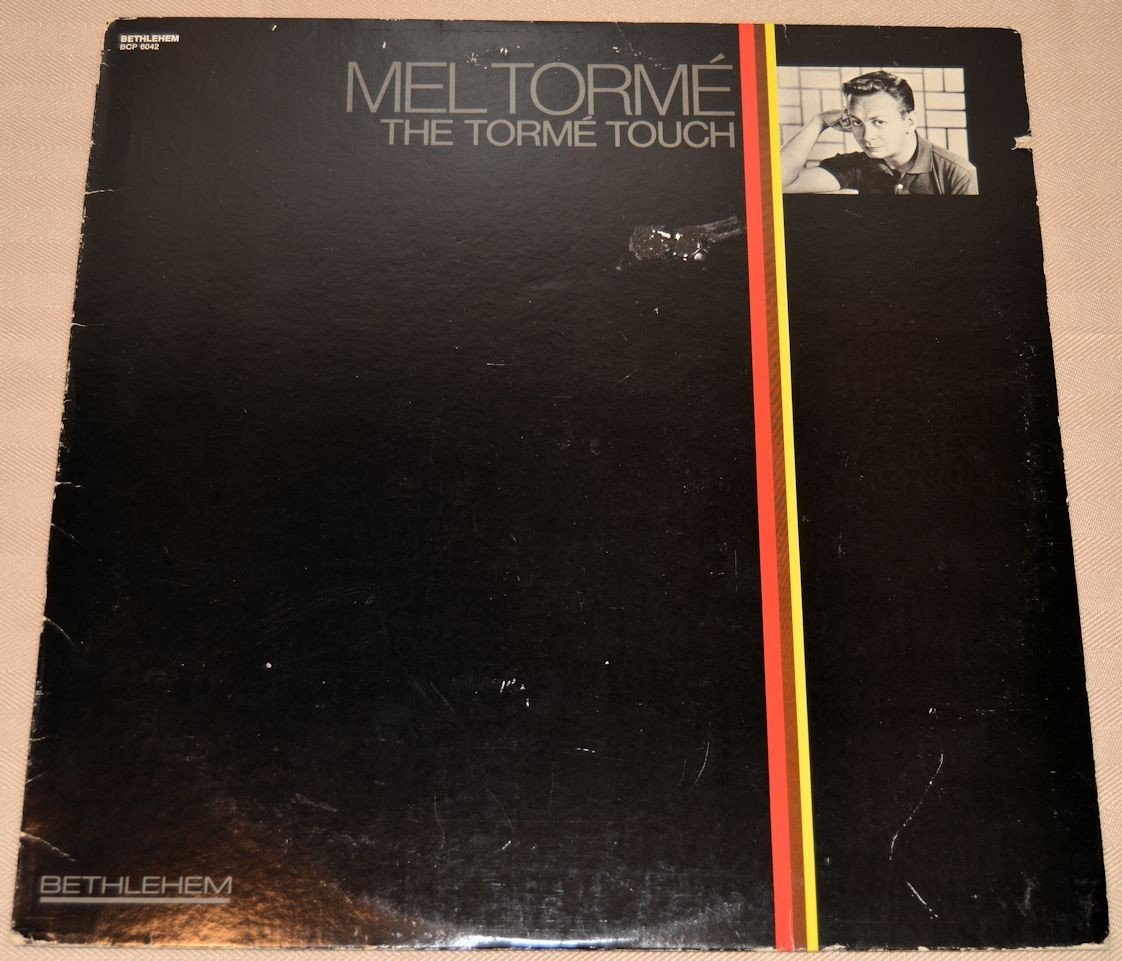 BETHLEHEM
BCP 6042
MEL TORMÉ
THE TORMÉ TOUCH
BETHLEHEM